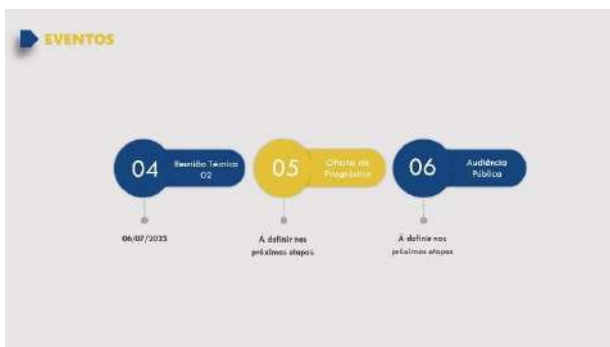 EVENTOS
04
Reunião Técnica
02
05
Oficina de
Prognóstico
06
Audiência
Pública
06/07/2023
À definir nas
próximas etapas
À definir nas
próximas etapas